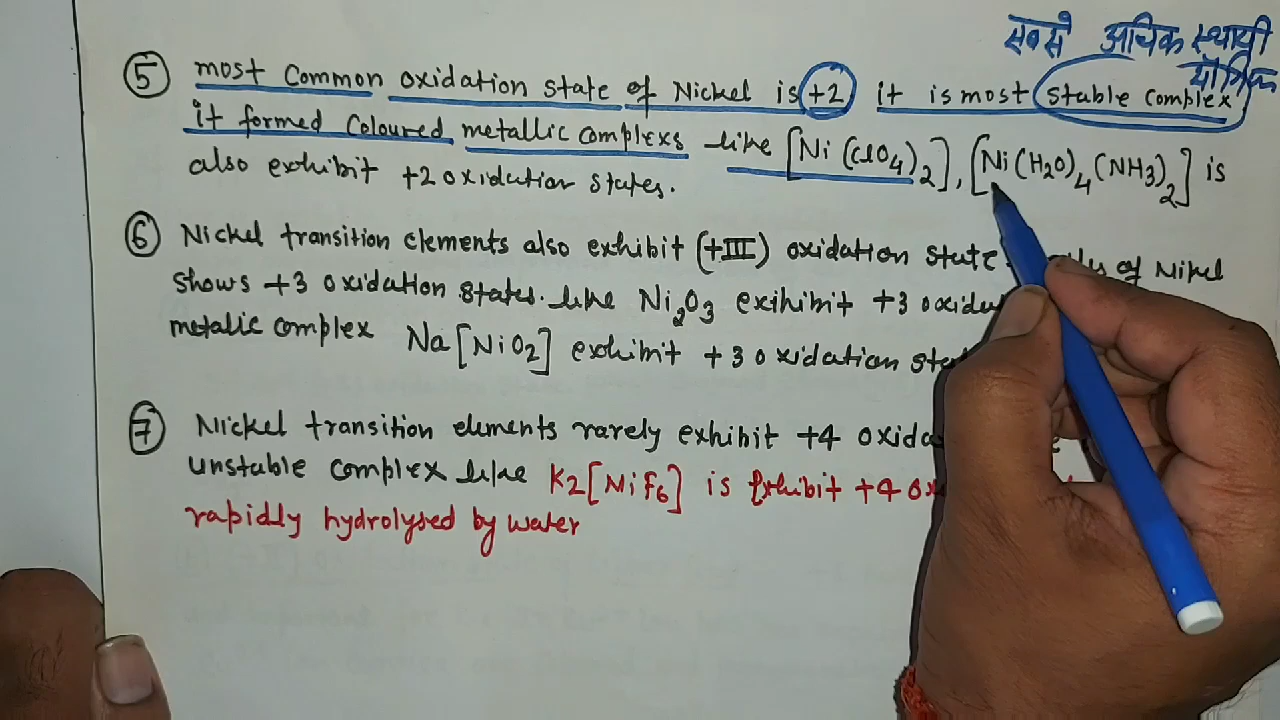 सबसे अधिक स्थायी
यौगिक
⑤ most Common oxidation state of Nickel is +2 it is most stable complex
it formed Coloured metallic complexs like [Ni(ClO4)2], [Ni(H2O)4(NH3)2] is
also exhibit +2 oxidation states.
⑥ Nickel transition elements also exhibit (+III) oxidation state of Nikel
shows +3 oxidation states. like Ni2O3 exihibit +3
metalic complex Na[NiO2] exhibit +3 oxidation
⑦ Nickel transition elements rarely exhibit +4
unstable complex like K2[NiF6] is Exhibit +4
rapidly hydrolysed by water